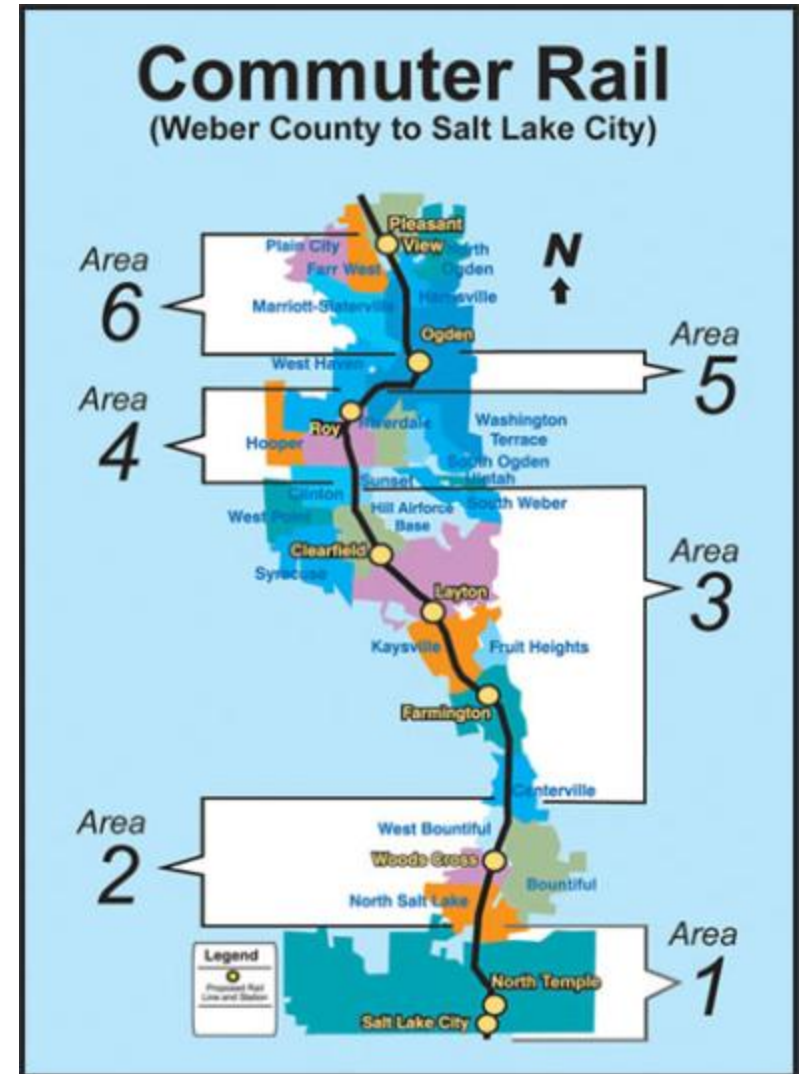 Commuter Rail
(Weber County to Salt Lake City)
Pleasant
View
Plain City
North
Ogden
Farr West
Area
6
N
Marriott-Slaterville
Harrisville
Ogden
Area
5
West Haven
Area
4
Roy
Riverdale
Washington
Terrace
Hooper
South Ogden
Uintah
Sunset
Clinton
South Weber
Hill Airforce
Base
West Point
Clearfield
Area
3
Syracuse
Layton
Kaysville
Fruit Heights
Farmington
Centerville
Area
2
West Bountiful
Woods Cross
Bountiful
North Salt Lake
Area
1
Legend
Proposed Rail
Line and Station
North Temple
Salt Lake City